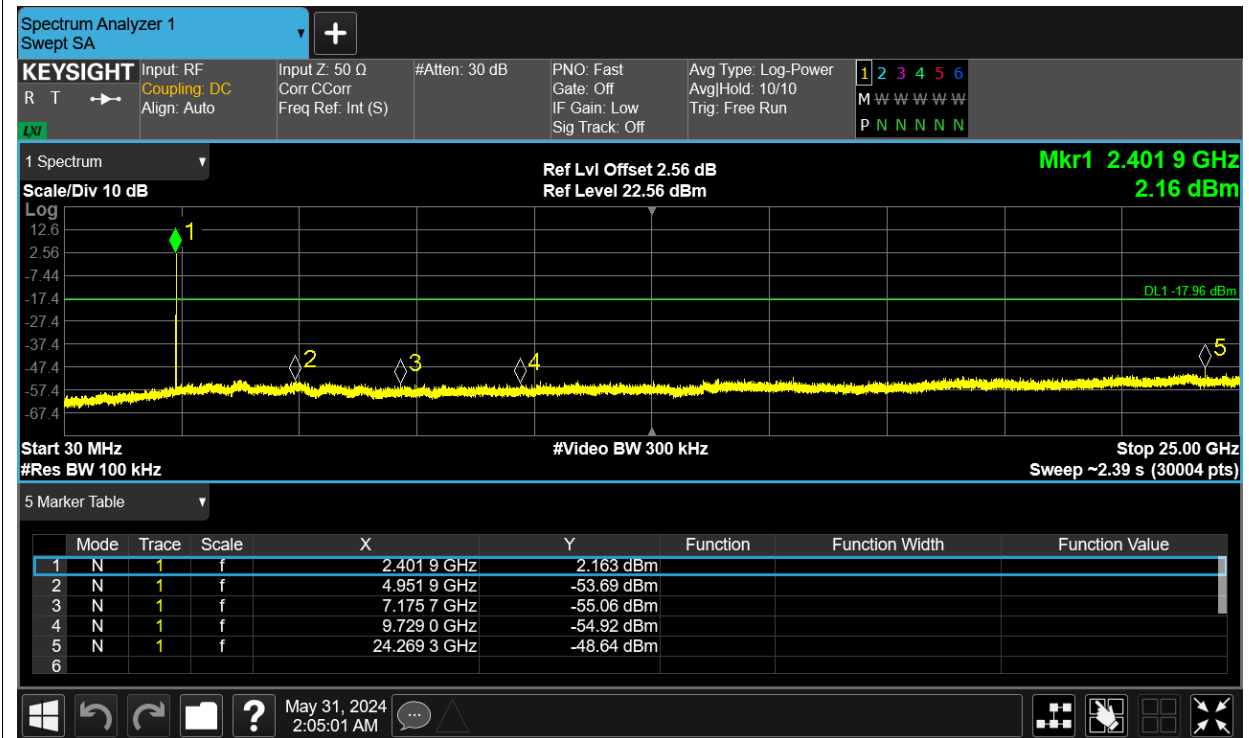 Spectrum Analyzer 1
Swept SA
+
KEYSIGHT
R T
LXI
Input: RF
Coupling: DC
Align: Auto
Input Z: 50 Ω
Corr CCorr
Freq Ref: Int (S)
#Atten: 30 dB
PNO: Fast
Gate: Off
IF Gain: Low
Sig Track: Off
Avg Type: Log-Power
Avg|Hold: 10/10
Trig: Free Run
1 2 3 4 5 6
M W W W W W
P N N N N N
1 Spectrum
Scale/Div 10 dB
Ref Lvl Offset 2.56 dB
Ref Level 22.56 dBm
Mkr1 2.401 9 GHz
2.16 dBm
Log
12.6
2.56
-7.44
-17.4
-27.4
-37.4
-47.4
-57.4
-67.4
1
DL1 -17.96 dBm
2
3
4
5
Start 30 MHz
#Video BW 300 kHz
Stop 25.00 GHz
#Res BW 100 kHz
Sweep ~2.39 s (30004 pts)
5 Marker Table
Mode Trace Scale X Y Function Function Width Function Value
1 N 1 f 2.401 9 GHz 2.163 dBm
2 N 1 f 4.951 9 GHz -53.69 dBm
3 N 1 f 7.175 7 GHz -55.06 dBm
4 N 1 f 9.729 0 GHz -54.92 dBm
5 N 1 f 24.269 3 GHz -48.64 dBm
6
?
May 31, 2024
2:05:01 AM